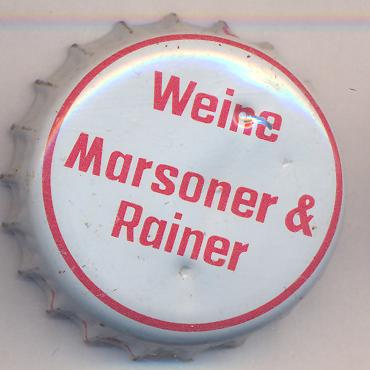 Weine
Marsoner &
Rainer